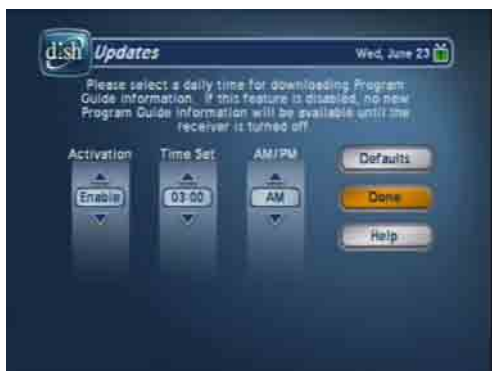 dish Updates Wed, June 23
Please select a daily time for downloading Program
Guide information. If this feature is disabled, no new
Program Guide information will be available until the
receiver is turned off.
Activation Time Set AM/PM Defaults
Enable 03:00 AM Done
Help